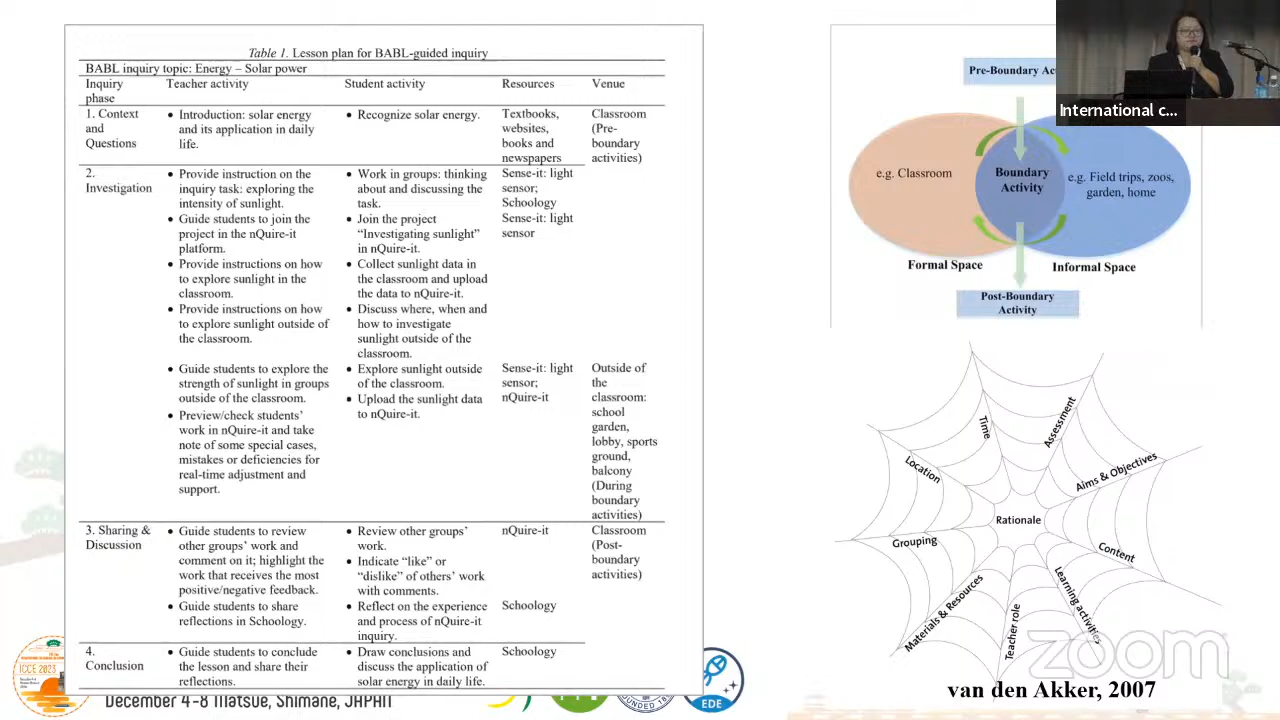 Table 1. Lesson plan for BABL-guided inquiry
BABL inquiry topic: Energy – Solar power
Inquiry phase
Teacher activity
Student activity
Resources
Venue
1. Context
and
Questions
• Introduction: solar energy
and its application in daily
life.
• Recognize solar energy.
Textbooks,
websites,
books and
newspapers
Classroom
(Pre-
boundary
activities)
2.
Investigation
• Provide instruction on the
inquiry task: exploring the
intensity of sunlight.
• Guide students to join the
project in the nQuire-it
platform.
• Provide instructions on how
to explore sunlight in the
classroom.
• Provide instructions on how
to explore sunlight outside of
the classroom.
• Work in groups: thinking
about and discussing the
task.
• Join the project
“Investigating sunlight”
in nQuire-it.
• Collect sunlight data in
the classroom and upload
the data to nQuire-it.
• Discuss where, when and
how to investigate
sunlight outside of the
classroom.
Sense-it: light
sensor;
Schoology
Sense-it: light
sensor
• Guide students to explore the
strength of sunlight in groups
outside of the classroom.
• Preview/check students’
work in nQuire-it and take
note of some special cases,
mistakes or deficiencies for
real-time adjustment and
support.
• Explore sunlight outside
of the classroom.
• Upload the sunlight data
to nQuire-it.
Sense-it: light
sensor;
nQuire-it
Outside of
the
classroom:
school
garden,
lobby, sports
ground,
balcony
(During
boundary
activities)
3. Sharing &
Discussion
• Guide students to review
other groups’ work and
comment on it; highlight the
work that receives the most
positive/negative feedback.
• Guide students to share
reflections in Schoology.
• Review other groups’
work.
• Indicate “like” or
“dislike” of others’ work
with comments.
• Reflect on the experience
and process of nQuire-it
inquiry.
nQuire-it
Schoology
Classroom
(Post-
boundary
activities)
4.
Conclusion
• Guide students to conclude
the lesson and share their
reflections.
• Draw conclusions and
discuss the application of
solar energy in daily life.
Schoology
Pre-Boundary
International c...
e.g. Classroom
Boundary
Activity
e.g. Field trips, zoos,
garden, home
Formal Space
Informal Space
Post-Boundary
Activity
Time
Assessment
Location
Aims & Objectives
Rationale
Grouping
Content
Materials & Resources
Teacher role
Learning activities
zoom
van den Akker, 2007
ICCE 2023
December 4-8 Matsue, Shimane, JAPAN
EDE